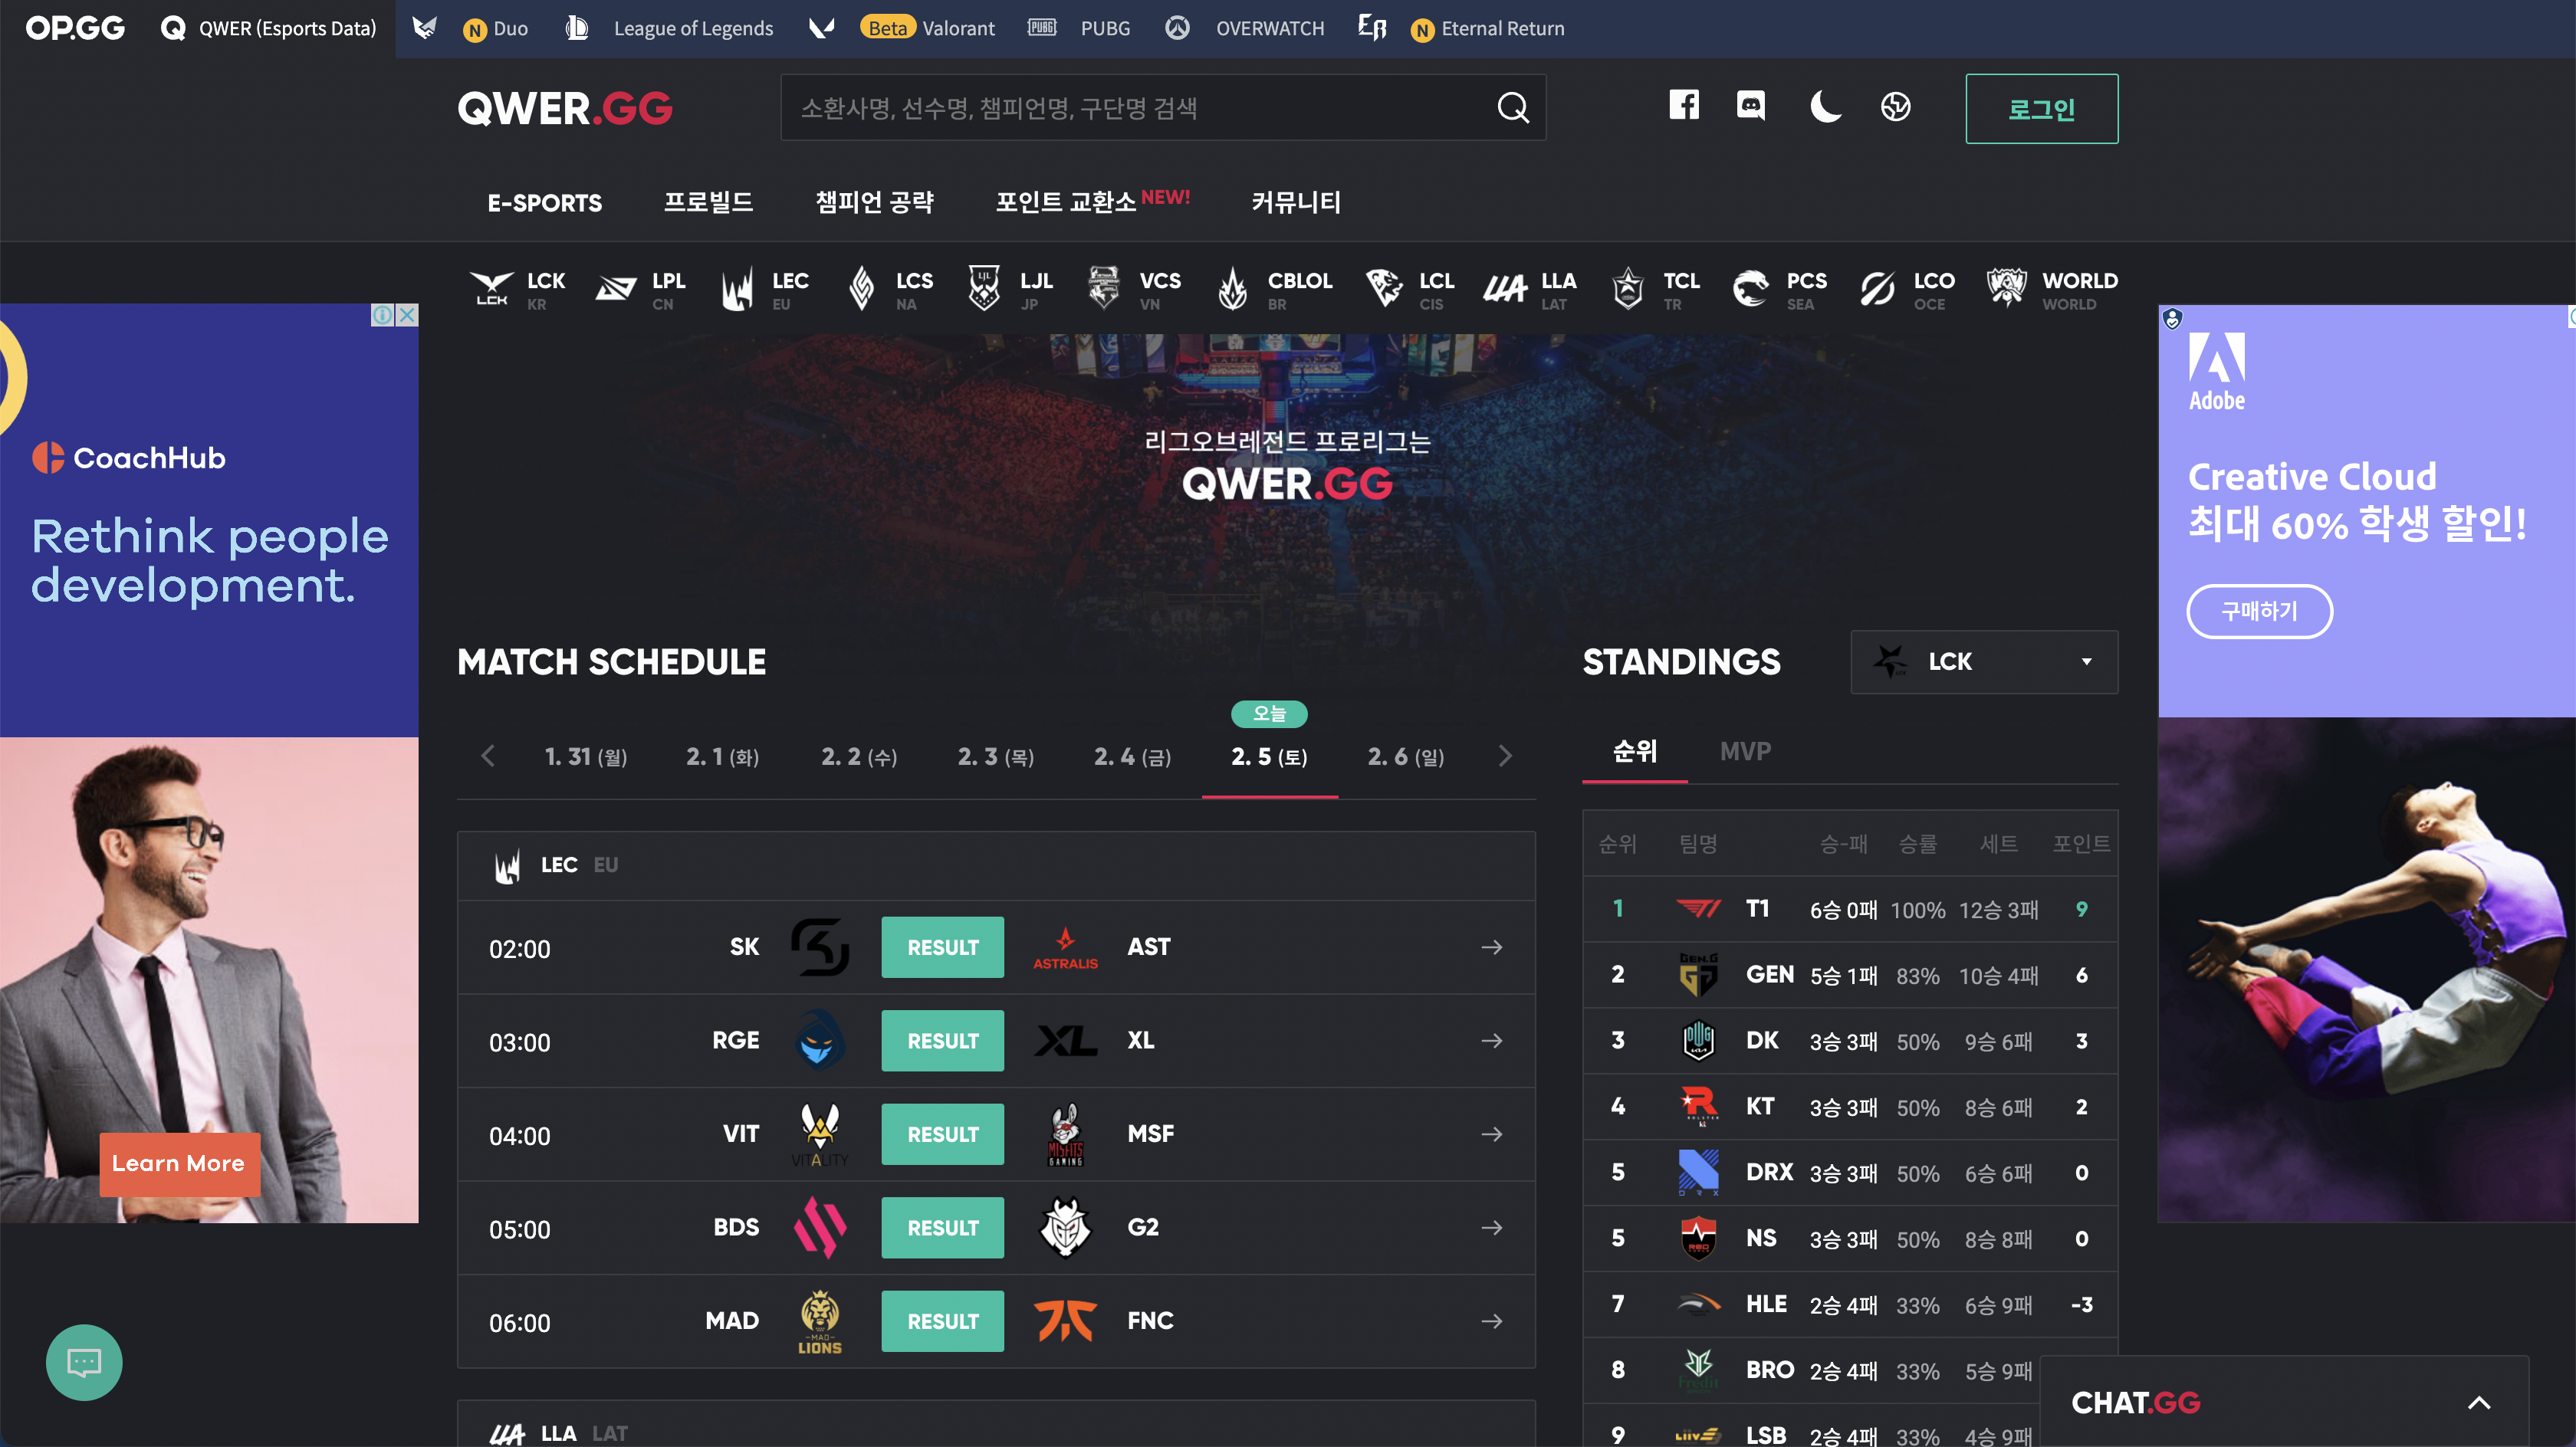 OP.GG QWER (Esports Data) N Duo League of Legends Beta Valorant PUBG PUBG OVERWATCH N Eternal Return
QWER.GG 소환사명, 선수명, 챔피언명, 구단명 검색 로그인
E-SPORTS 프로빌드 챔피언 공략 포인트 교환소 NEW! 커뮤니티
LCK LCK KR LPL CN LEC EU LCS NA LJL LJL JP VCS VN CBLOL BR LCL CIS LLA LAT TCL TR PCS SEA LCO OCE WORLD WORLD
CoachHub
Rethink people
development.
Learn More
리그오브레전드 프로리그는
QWER.GG
Adobe
Creative Cloud
최대 60% 학생 할인!
구매하기
MATCH SCHEDULE
오늘
1. 31 (월) 2. 1 (화) 2. 2 (수) 2. 3 (목) 2. 4 (금) 2. 5 (토) 2. 6 (일)
LEC EU
02:00 SK RESULT ASTRALIS AST
03:00 RGE RESULT XL XL
04:00 VIT VITALITY RESULT MISFITS GAMING MSF
05:00 BDS RESULT G2
06:00 MAD MAD LIONS RESULT FNC
LLA LAT
STANDINGS LCK
순위 MVP
순위 팀명 승-패 승률 세트 포인트
1 T1 6승 0패 100% 12승 3패 9
2 GEN.G GEN 5승 1패 83% 10승 4패 6
3 DK 3승 3패 50% 9승 6패 3
4 KT 3승 3패 50% 8승 6패 2
5 DRX DRX 3승 3패 50% 6승 6패 0
5 NS 3승 3패 50% 8승 8패 0
7 HLE 2승 4패 33% 6승 9패 -3
8 Fredit BRO 2승 4패 33% 5승 9패
9 Liiv LSB 2승 4패 33% 4승 9패
CHAT.GG